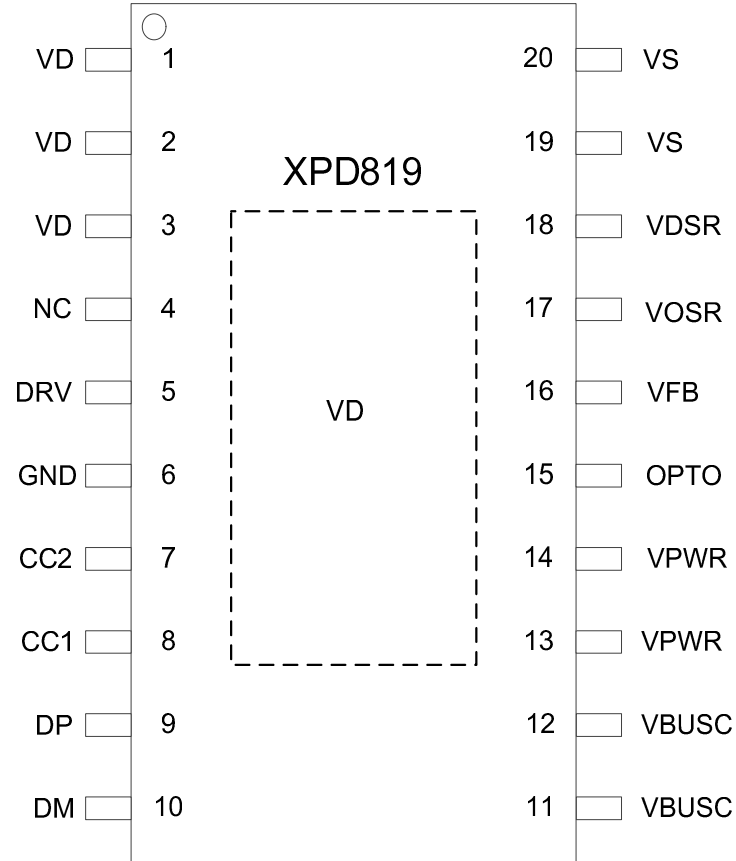 VD 1 20 VS
VD 2 19 VS
XPD819
VD 3 18 VDSR
NC 4 17 VOSR
DRV 5 16 VFB
VD
GND 6 15 OPTO
CC2 7 14 VPWR
CC1 8 13 VPWR
DP 9 12 VBUSC
DM 10 11 VBUSC